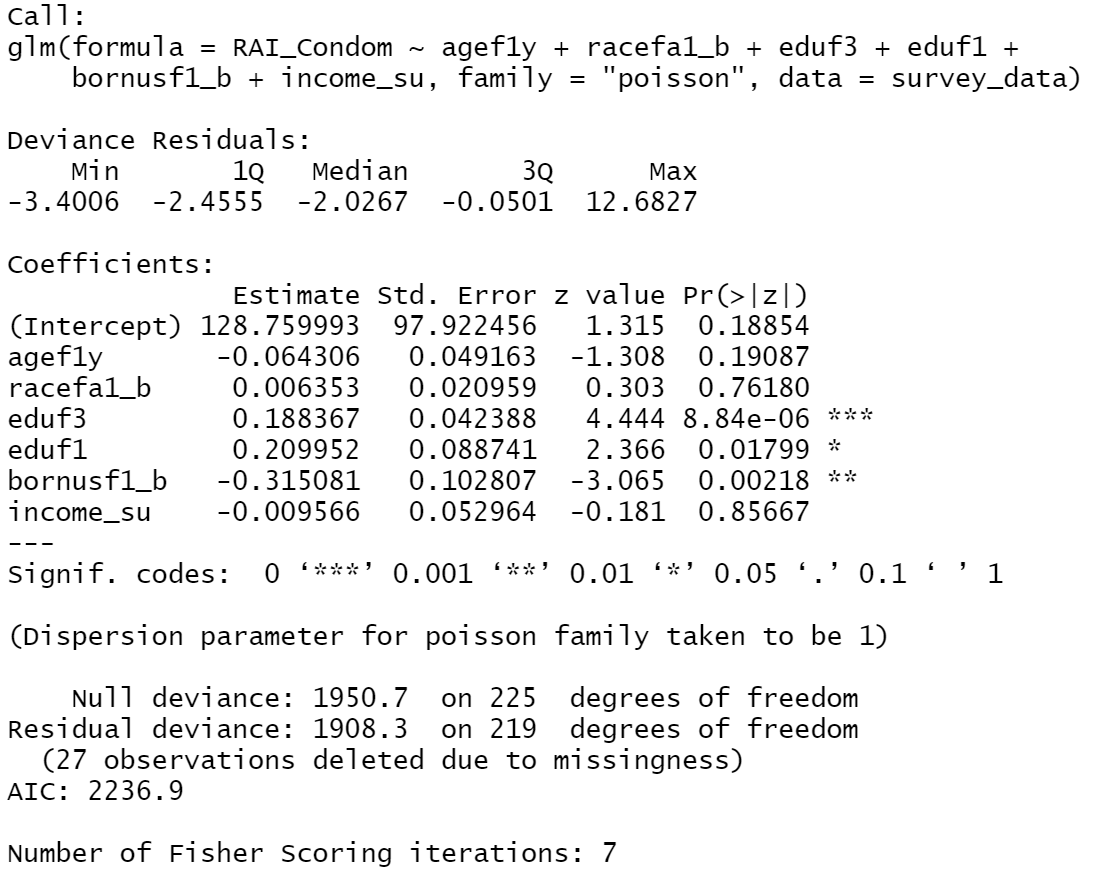 Call:
glm(formula = RAI_Condom ~ agef1y + racefa1_b + eduf3 + eduf1 +
    bornusf1_b + income_su, family = "poisson", data = survey_data)

Deviance Residuals:
    Min       1Q   Median       3Q      Max
-3.4006  -2.4555  -2.0267  -0.0501  12.6827

Coefficients:
              Estimate Std. Error z value Pr(>|z|)
(Intercept) 128.759993  97.922456   1.315  0.18854
agef1y       -0.064306   0.049163  -1.308  0.19087
racefa1_b     0.006353   0.020959   0.303  0.76180
eduf3         0.188367   0.042388   4.444 8.84e-06 ***
eduf1         0.209952   0.088741   2.366  0.01799 *
bornusf1_b   -0.315081   0.102807  -3.065  0.00218 **
income_su    -0.009566   0.052964  -0.181  0.85667
---
Signif. codes:  0 ‘***’ 0.001 ‘**’ 0.01 ‘*’ 0.05 ‘.’ 0.1 ‘ ’ 1

(Dispersion parameter for poisson family taken to be 1)

    Null deviance: 1950.7  on 225  degrees of freedom
Residual deviance: 1908.3  on 219  degrees of freedom
  (27 observations deleted due to missingness)
AIC: 2236.9

Number of Fisher Scoring iterations: 7